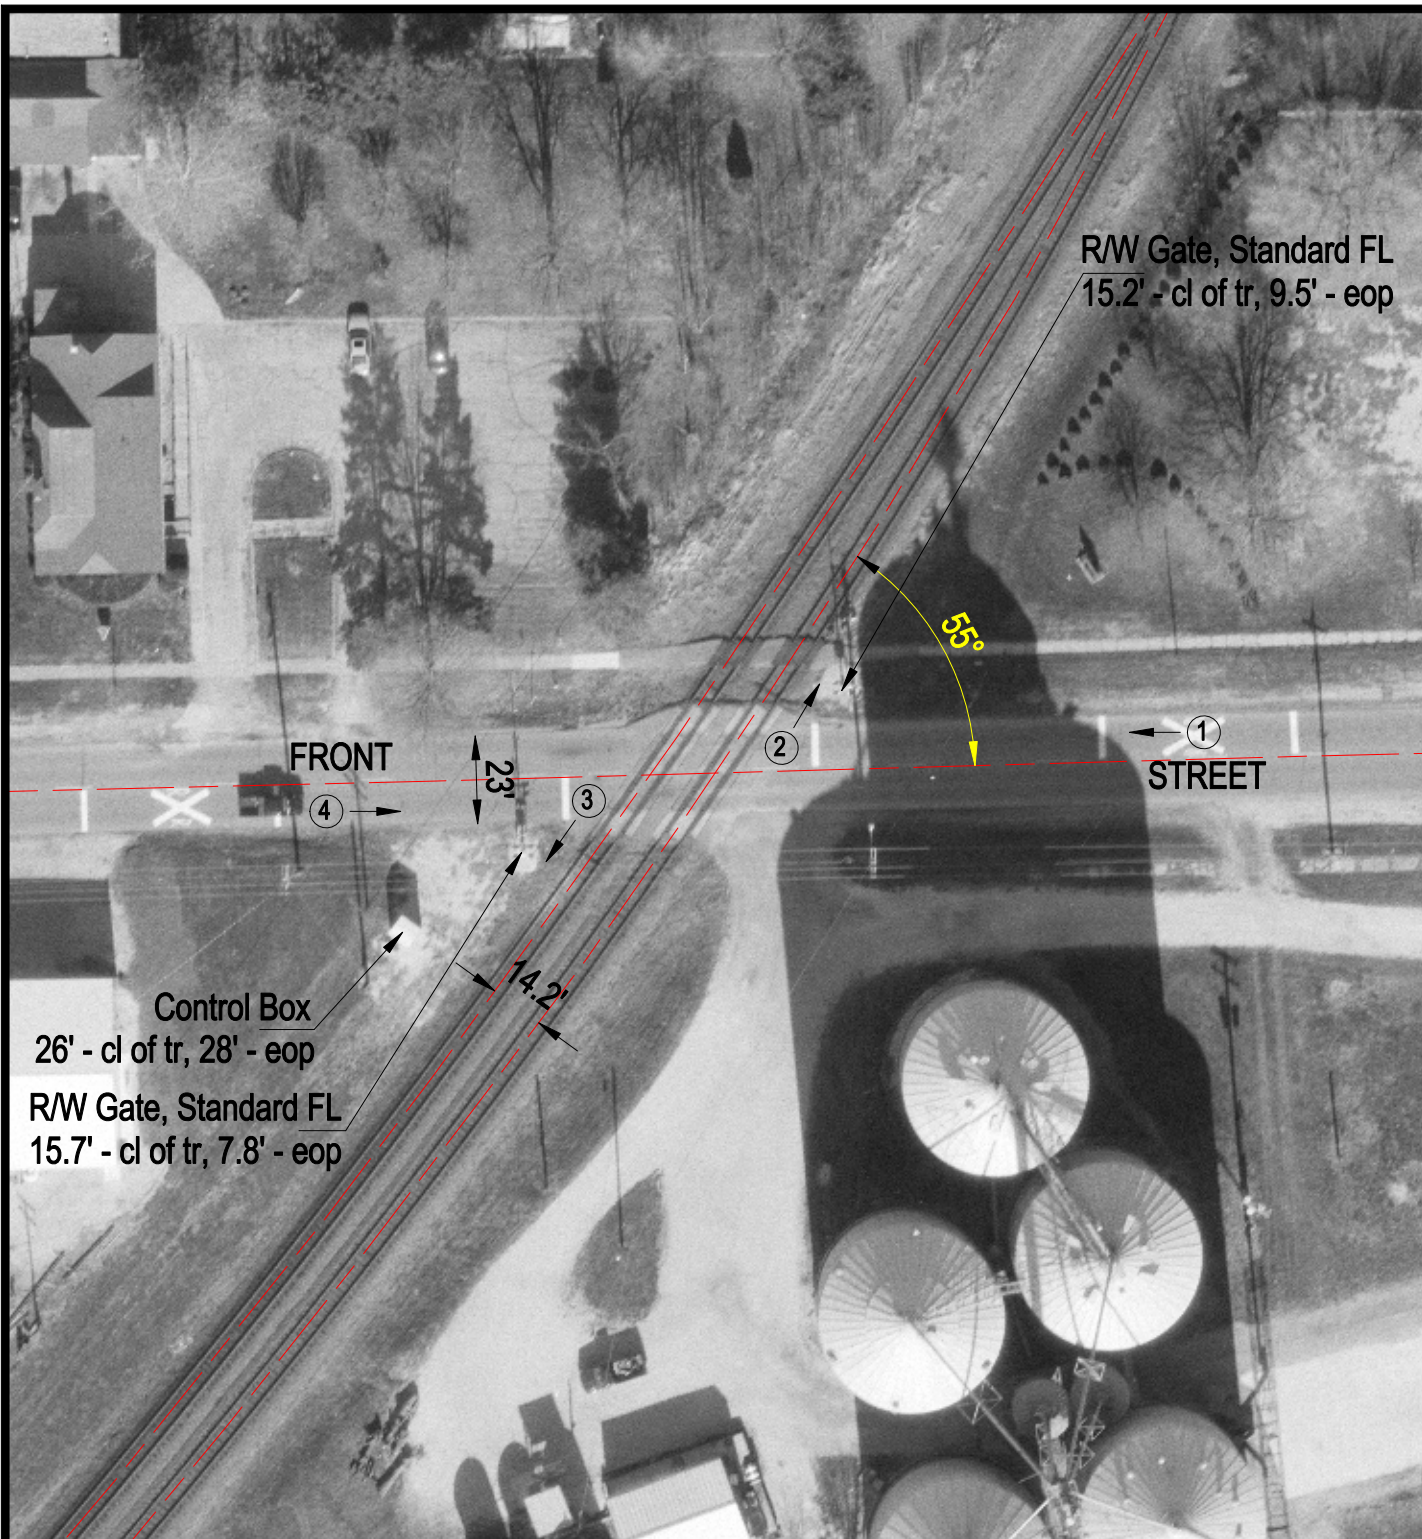 R/W Gate, Standard FL
15.2' - cl of tr, 9.5' - eop
55°
1
2
FRONT
STREET
23'
3
4
14.2'
Control Box
26' - cl of tr, 28' - eop
R/W Gate, Standard FL
15.7' - cl of tr, 7.8' - eop